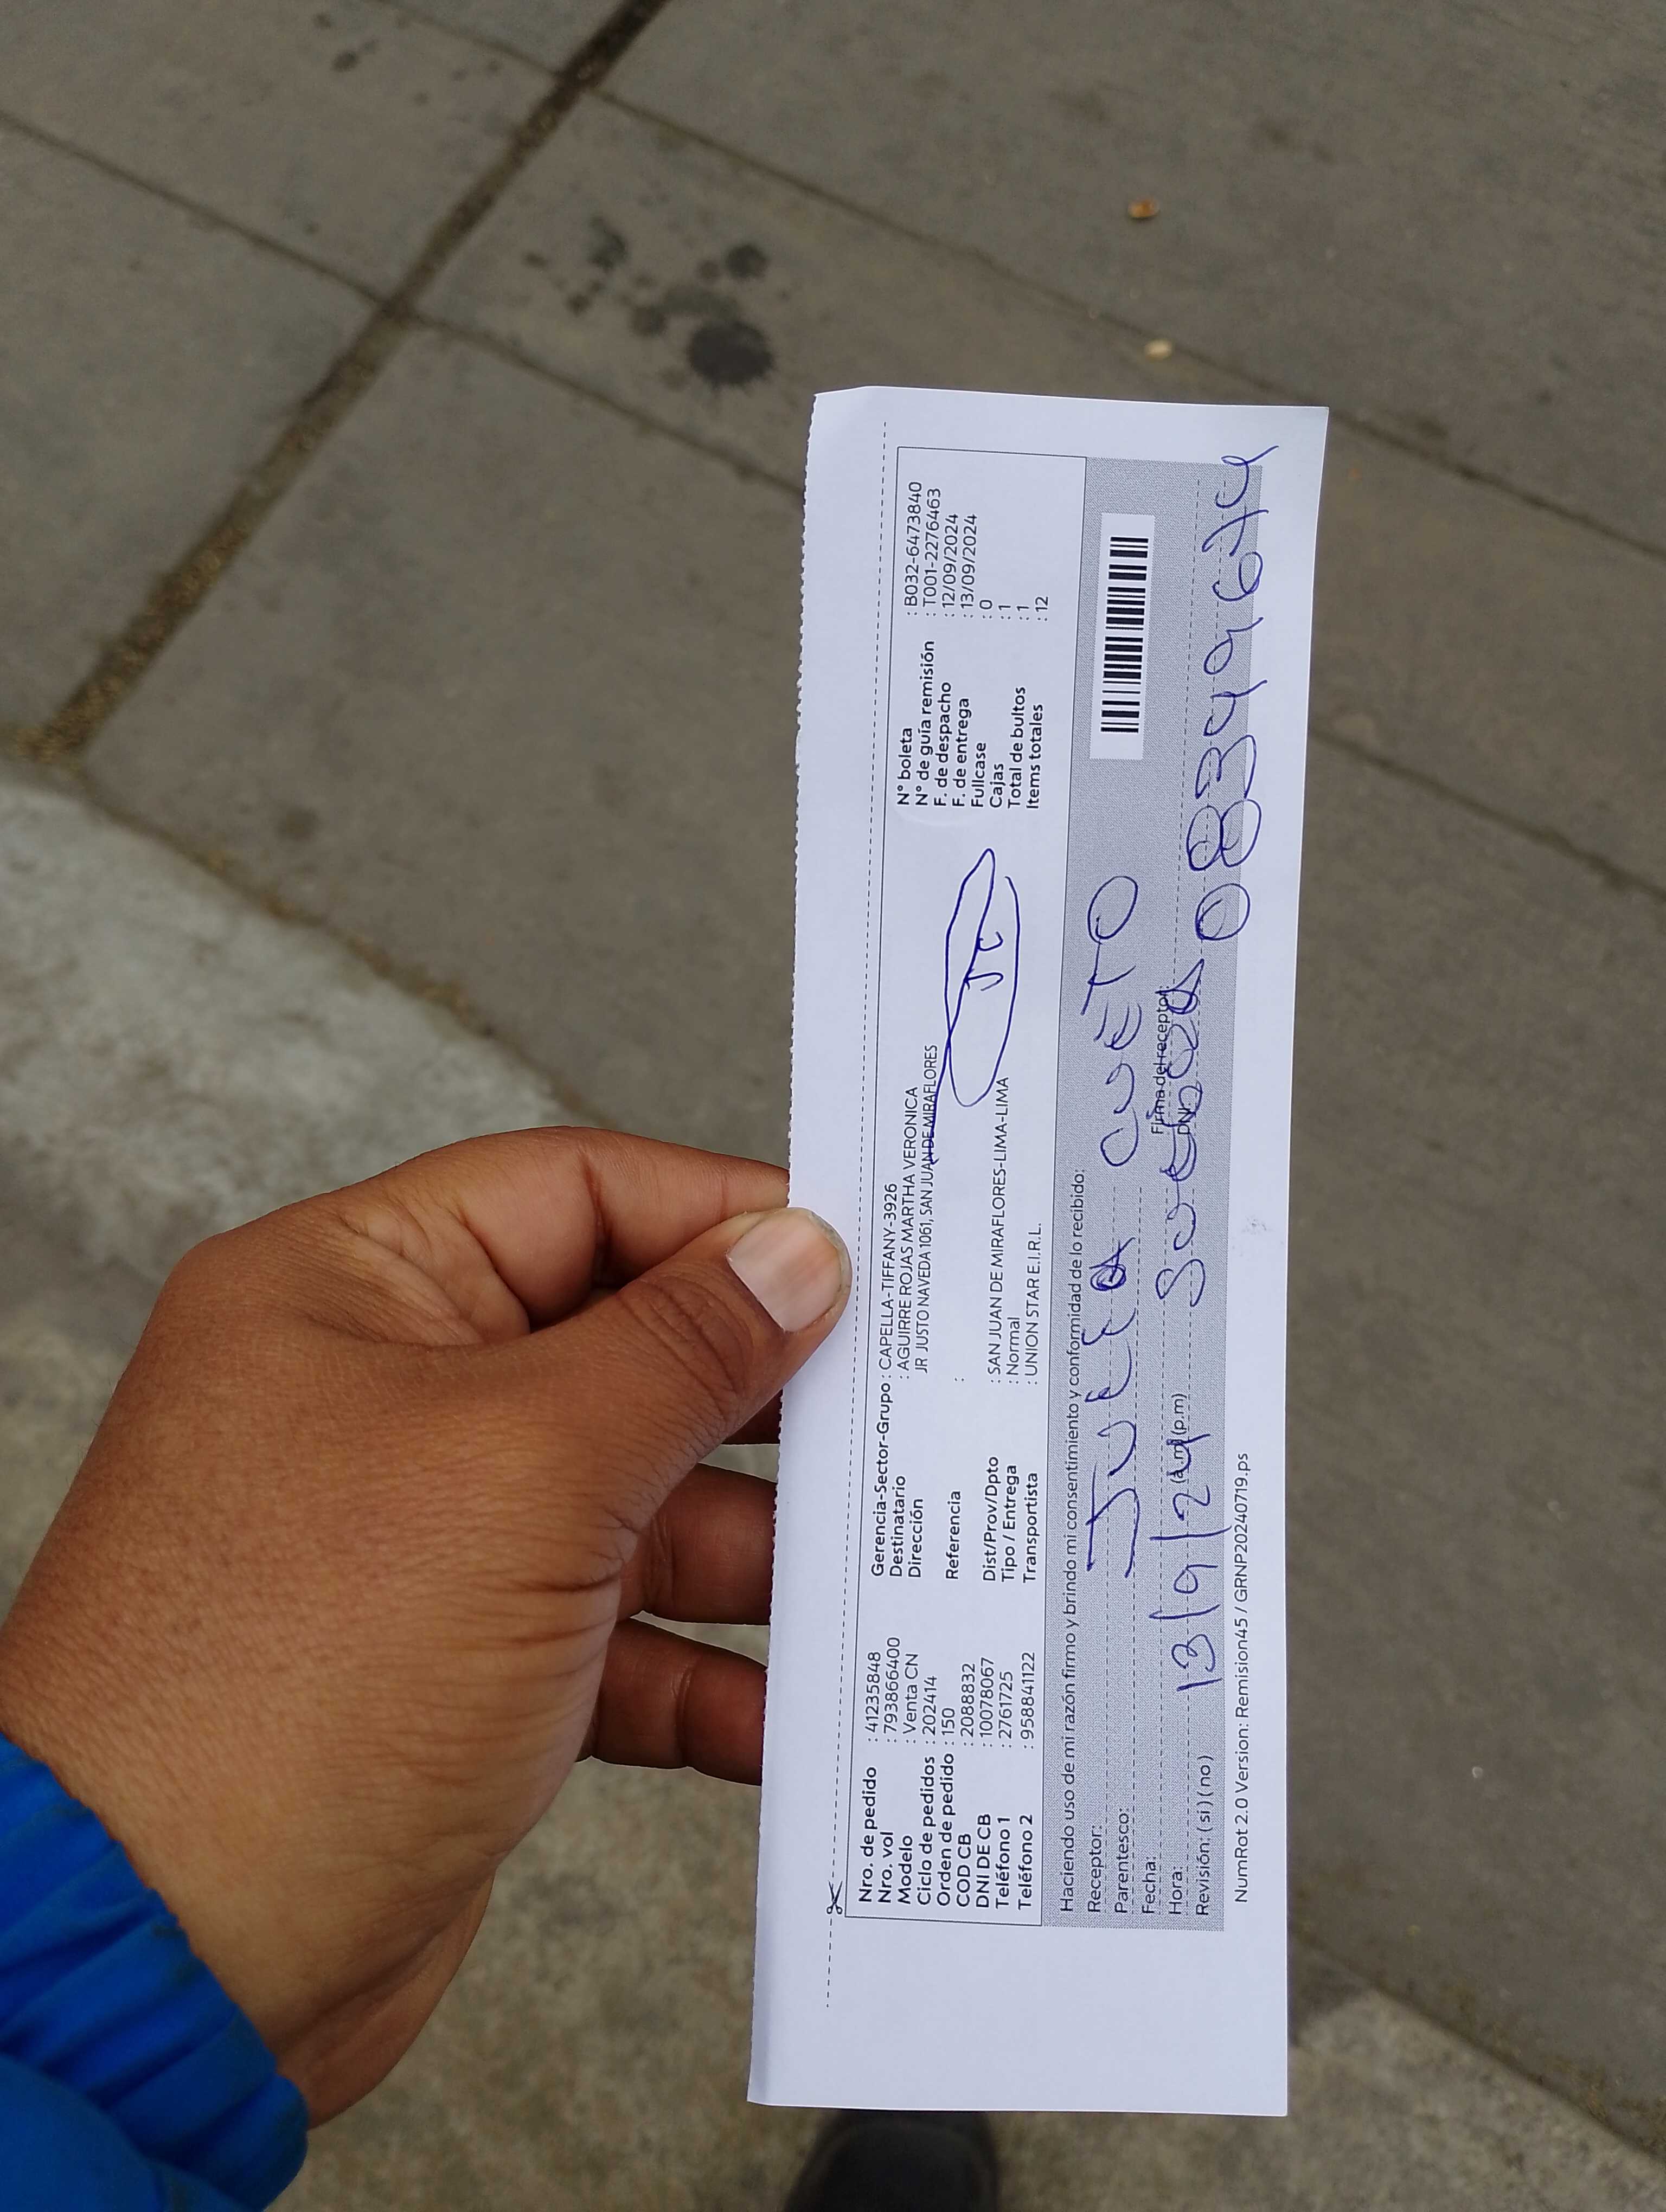 Nro. de pedido : 41235848
Nro. vol : 793866400
Modelo : Venta CN
Ciclo de pedidos : 202414
Orden de pedido : 150
COD CB : 2088832
DNI DE CB : 10078067
Teléfono 1 : 2761725
Teléfono 2 : 958841122
Gerencia-Sector-Grupo : CAPELLA-TIFFANY-3926
Destinatario : AGUIRRE ROJAS MARTHA VERONICA
Dirección JR JUSTO NAVEDA 1061, SAN JUAN DE MIRAFLORES
Referencia :
Dist/Prov/Dpto : SAN JUAN DE MIRAFLORES-LIMA-LIMA
Tipo / Entrega : Normal
Transportista : UNION STAR E.I.R.L.
JC
N° boleta : B032-6473840
N° de guía remisión : T001-2276463
F. de despacho : 12/09/2024
F. de entrega : 13/09/2024
Fullcase : 0
Cajas : 1
Total de bultos : 1
Items totales : 12
Haciendo uso de mi razón firmo y brindo mi consentimiento y conformidad de lo recibido:
Receptor: CUETO
Parentesco:
Firma del receptor
Fecha: 13/9/24
DNI:
Hora: (a.m) (p.m)
Revisión: (si) (no)
NumRot 2.0 Version: Remision45 / GRNP20240719.ps